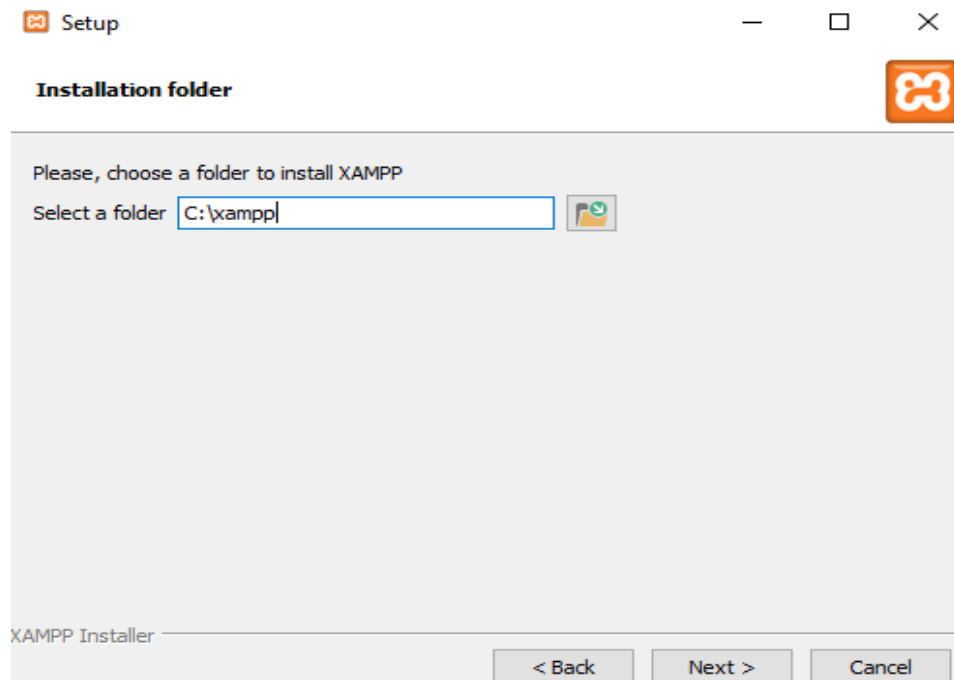 Setup
Installation folder
Please, choose a folder to install XAMPP
Select a folder C:\xampp
XAMPP Installer
< Back Next > Cancel